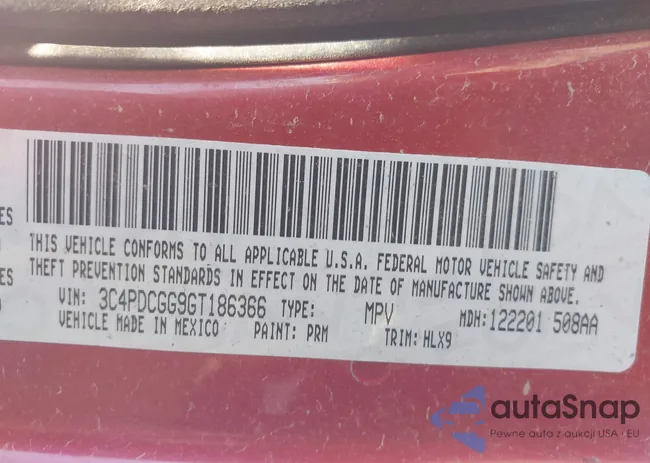 ES
THIS VEHICLE CONFORMS TO ALL APPLICABLE U.S.A. FEDERAL MOTOR VEHICLE SAFETY AND
ES
THEFT PREVENTION STANDARDS IN EFFECT ON THE DATE OF MANUFACTURE SHOWN ABOVE.
VIN: 3C4PDCGG9GT186366 TYPE: MPV MDH:122201 508AA
VEHICLE MADE IN MEXICO PAINT: PRM TRIM: HLX9
autaSnap
Pewne auta z aukcji USA i EU